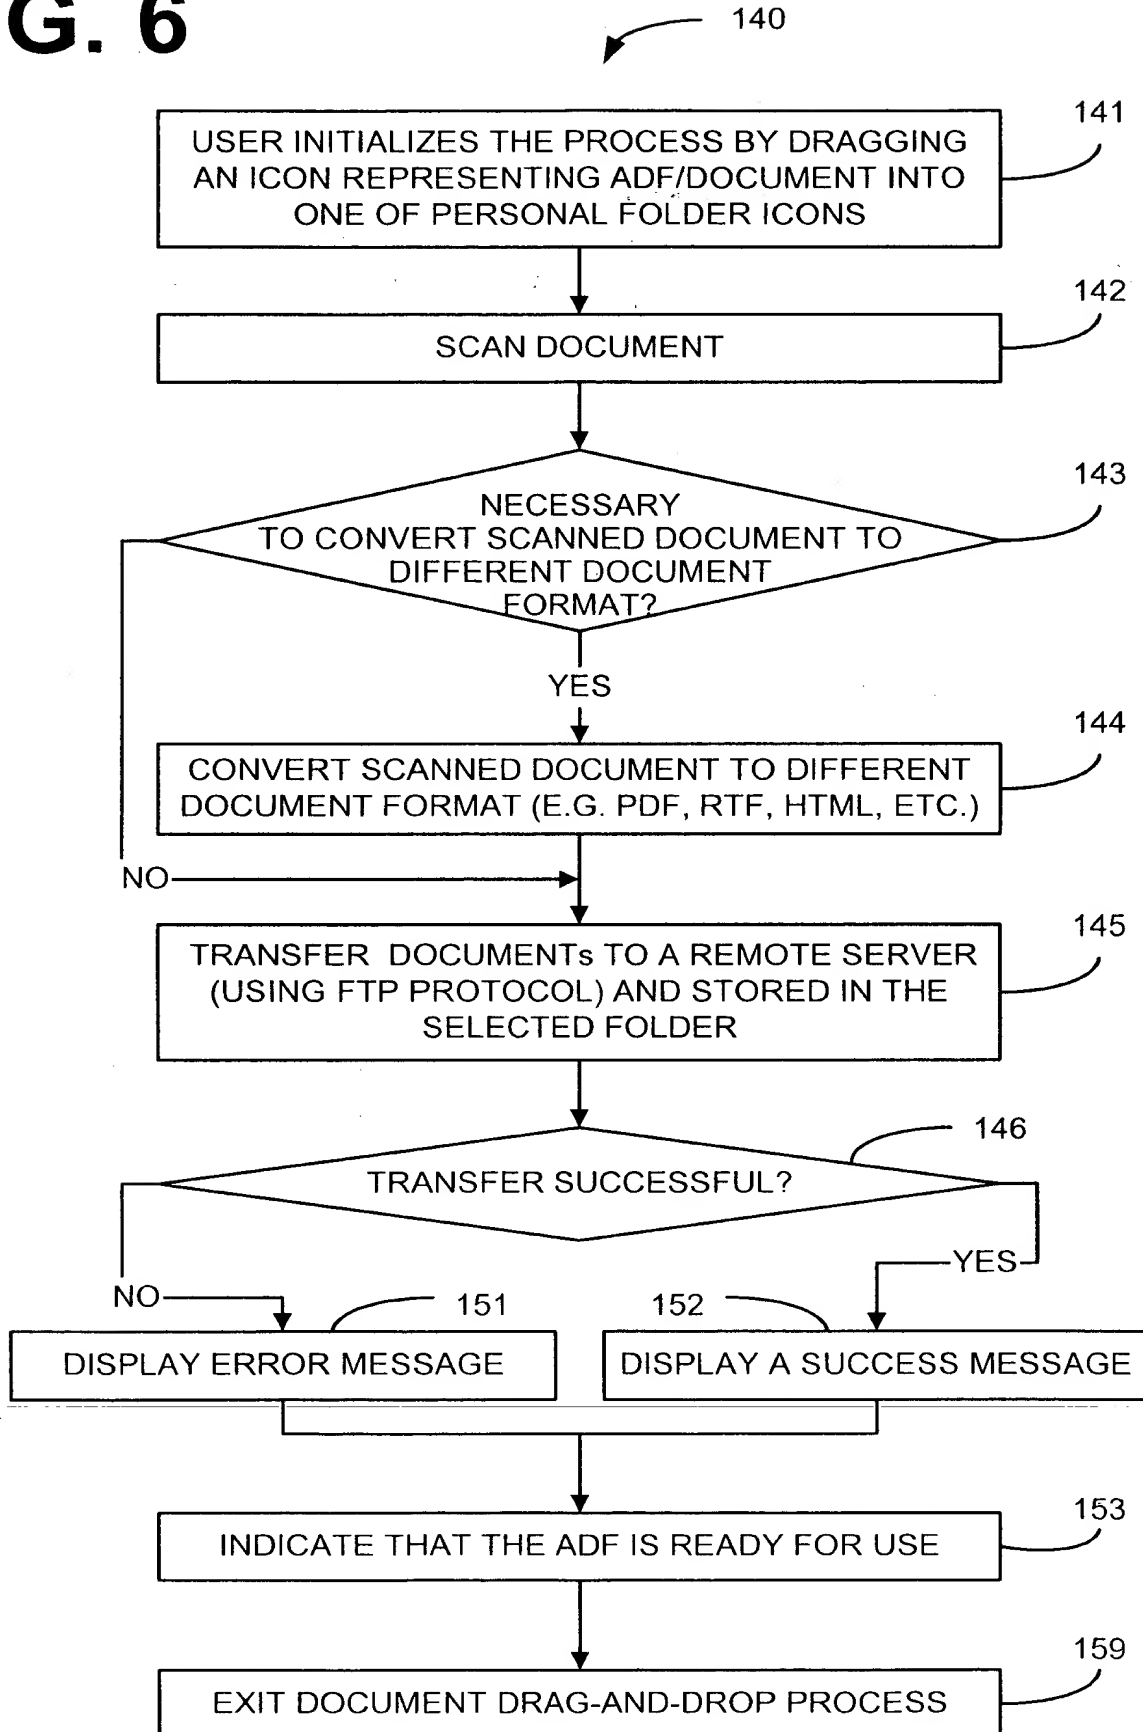 G. 6
140
141
USER INITIALIZES THE PROCESS BY DRAGGING
AN ICON REPRESENTING ADF/DOCUMENT INTO
ONE OF PERSONAL FOLDER ICONS
142
SCAN DOCUMENT
143
NECESSARY
TO CONVERT SCANNED DOCUMENT TO
DIFFERENT DOCUMENT
FORMAT?
YES
144
CONVERT SCANNED DOCUMENT TO DIFFERENT
DOCUMENT FORMAT (E.G. PDF, RTF, HTML, ETC.)
NO
145
TRANSFER DOCUMENTs TO A REMOTE SERVER
(USING FTP PROTOCOL) AND STORED IN THE
SELECTED FOLDER
146
TRANSFER SUCCESSFUL?
YES
NO
151
152
DISPLAY ERROR MESSAGE
DISPLAY A SUCCESS MESSAGE
153
INDICATE THAT THE ADF IS READY FOR USE
159
EXIT DOCUMENT DRAG-AND-DROP PROCESS